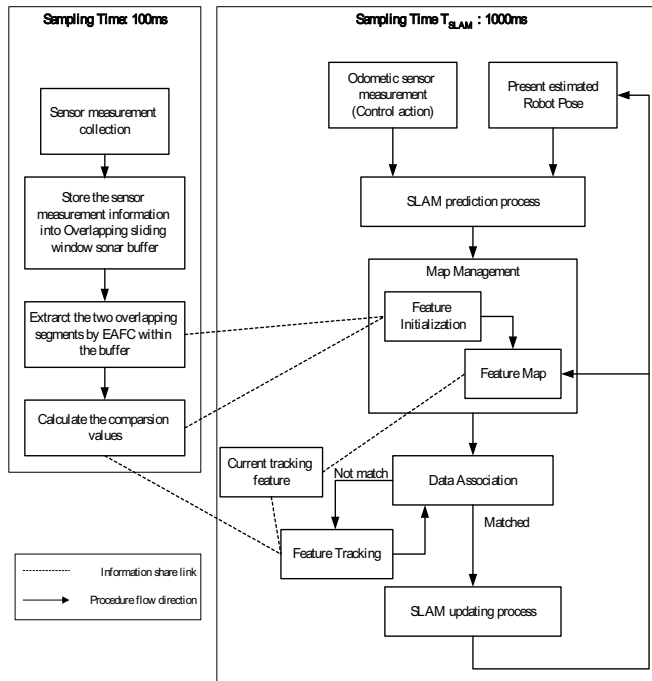 Sampling Time: 100ms
Sensor measurement
collection
Store the sensor
measurement information
into Overlapping sliding
window sonar buffer
Extrarct the two overlapping
segments by EAFC within
the buffer
Calculate the comparsion
values
Information share link
Procedure flow direction
Sampling Time T_SLAM : 1000ms
Odometic sensor
measurement
(Control action)
Present estimated
Robot Pose
SLAM prediction process
Map Management
Feature
Initialization
Feature Map
Current tracking
feature
Not match
Data Association
Matched
Feature Tracking
SLAM updating process